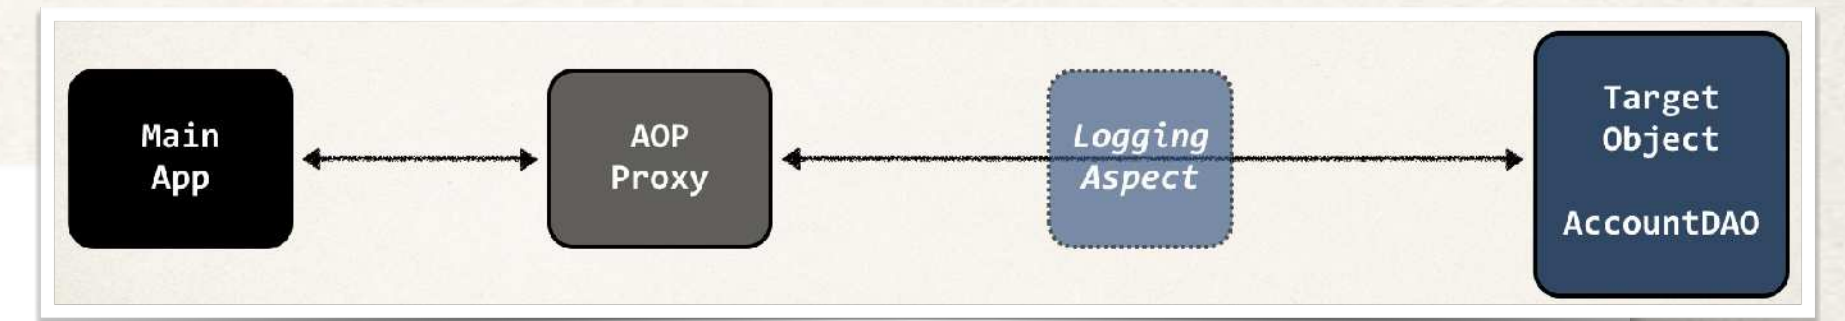 Main
App
AOP
Proxy
Logging
Aspect
Target
Object
AccountDAO